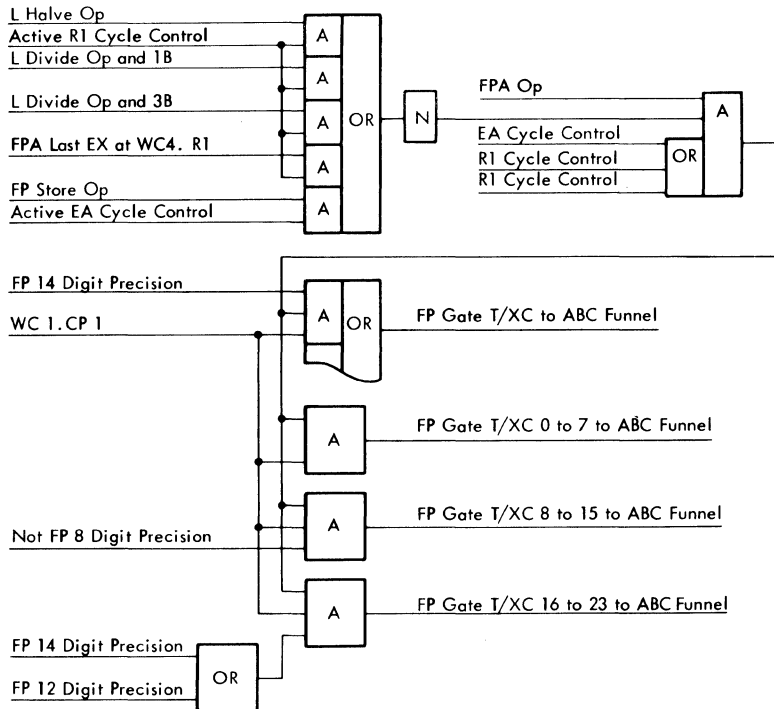 L Halve Op
Active R1 Cycle Control
L Divide Op and 1B
L Divide Op and 3B
FPA Last EX at WC4. R1
FP Store Op
Active EA Cycle Control
A
A
A
A
A
OR
N
FPA Op
EA Cycle Control
R1 Cycle Control
R1 Cycle Control
OR
A
FP 14 Digit Precision
WC 1.CP 1
A
OR
FP Gate T/XC to ABC Funnel
A
FP Gate T/XC 0 to 7 to ABC Funnel
Not FP 8 Digit Precision
A
FP Gate T/XC 8 to 15 to ABC Funnel
A
FP Gate T/XC 16 to 23 to ABC Funnel
FP 14 Digit Precision
FP 12 Digit Precision
OR